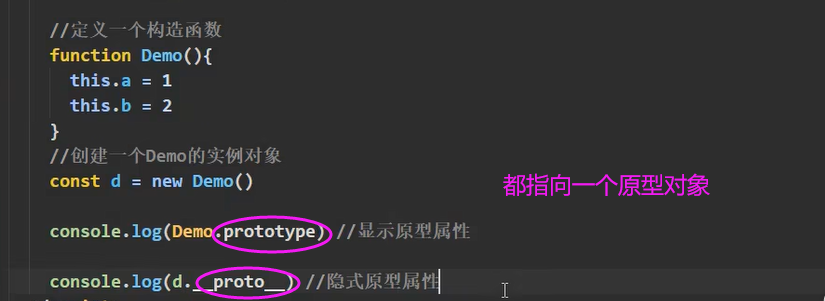 //定义一个构造函数
function Demo(){
this.a = 1
this.b = 2
}
//创建一个Demo的实例对象
const d = new Demo()
都指向一个原型对象
console.log(Demo.prototype) //显示原型属性
console.log(d.__proto__) //隐式原型属性